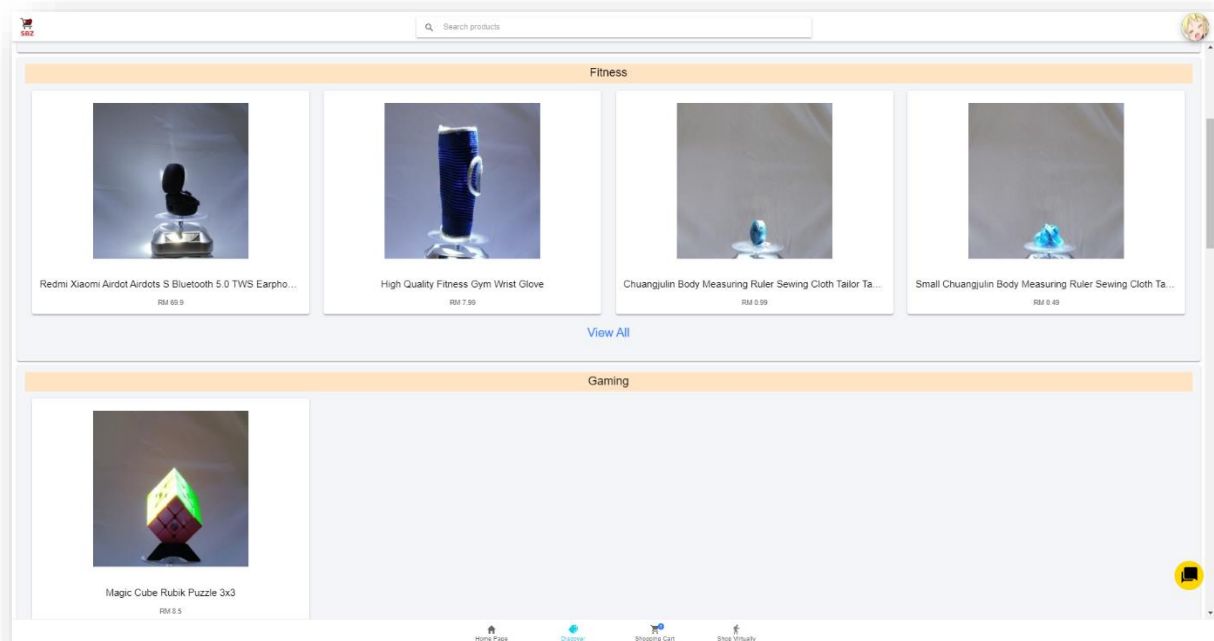 SBZ
Search products
Fitness
Redmi Xiaomi Airdot Airdots S Bluetooth 5.0 TWS Earpho...
RM 69.9
High Quality Fitness Gym Wrist Glove
RM 7.99
Chuangjulin Body Measuring Ruler Sewing Cloth Tailor Ta...
RM 0.99
Small Chuangjulin Body Measuring Ruler Sewing Cloth Ta...
RM 0.49
View All
Gaming
Magic Cube Rubik Puzzle 3x3
RM 8.5
Home Page
Discover
Shopping Cart
Shop Virtually